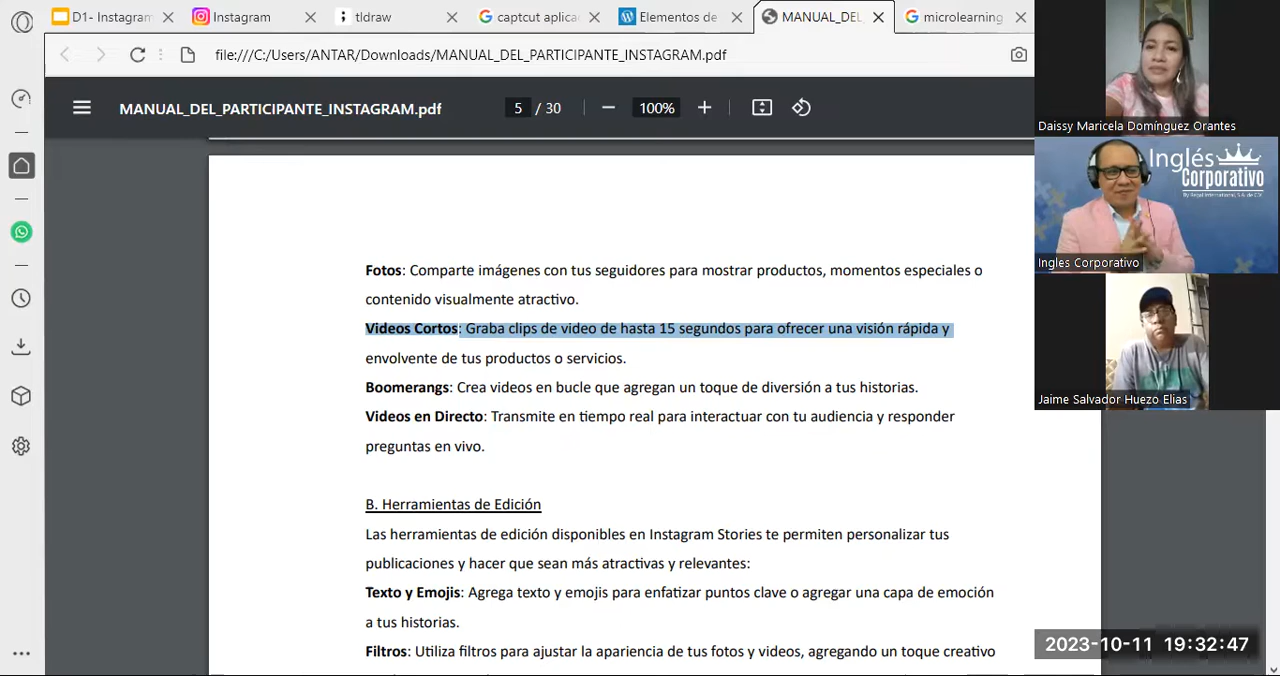 D1- Instagram
Instagram
tldraw
captcut aplica
Elementos de
MANUAL_DEL_
microlearning
file:///C:/Users/ANTAR/Downloads/MANUAL_DEL_PARTICIPANTE_INSTAGRAM.pdf
MANUAL_DEL_PARTICIPANTE_INSTAGRAM.pdf
5 / 30
100%
Fotos: Comparte imágenes con tus seguidores para mostrar productos, momentos especiales o
contenido visualmente atractivo.
Videos Cortos: Graba clips de video de hasta 15 segundos para ofrecer una visión rápida y
envolvente de tus productos o servicios.
Boomerangs: Crea videos en bucle que agregan un toque de diversión a tus historias.
Videos en Directo: Transmite en tiempo real para interactuar con tu audiencia y responder
preguntas en vivo.
B. Herramientas de Edición
Las herramientas de edición disponibles en Instagram Stories te permiten personalizar tus
publicaciones y hacer que sean más atractivas y relevantes:
Texto y Emojis: Agrega texto y emojis para enfatizar puntos clave o agregar una capa de emoción
a tus historias.
Filtros: Utiliza filtros para ajustar la apariencia de tus fotos y videos, agregando un toque creativo
Daissy Maricela Domínguez Orantes
Inglés
Corporativo
By Regal International, S.A. de C.V.
Ingles Corporativo
Jaime Salvador Huezo Elias
2023-10-11 19:32:47